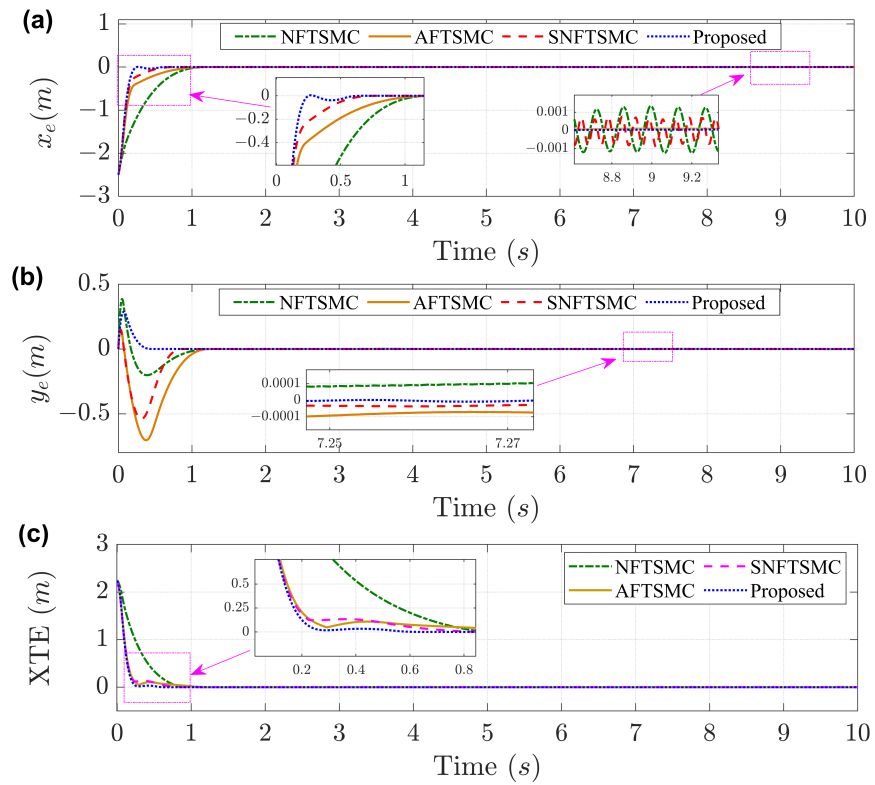 (a)
NFTSMC AFTSMC SNFTSMC Proposed
x_e(m)
1
0
−1
−2
−3
0
−0.2
−0.4
0 0.5 1
0.001
0
−0.001
8.8 9 9.2
0 1 2 3 4 5 6 7 8 9 10
Time (s)
(b)
NFTSMC AFTSMC SNFTSMC Proposed
y_e(m)
0.5
0
−0.5
0.0001
0
−0.0001
7.25 7.27
0 1 2 3 4 5 6 7 8 9 10
Time (s)
(c)
NFTSMC SNFTSMC
AFTSMC Proposed
XTE (m)
3
2
1
0
0.5
0.25
0
0.2 0.4 0.6 0.8
0 1 2 3 4 5 6 7 8 9 10
Time (s)